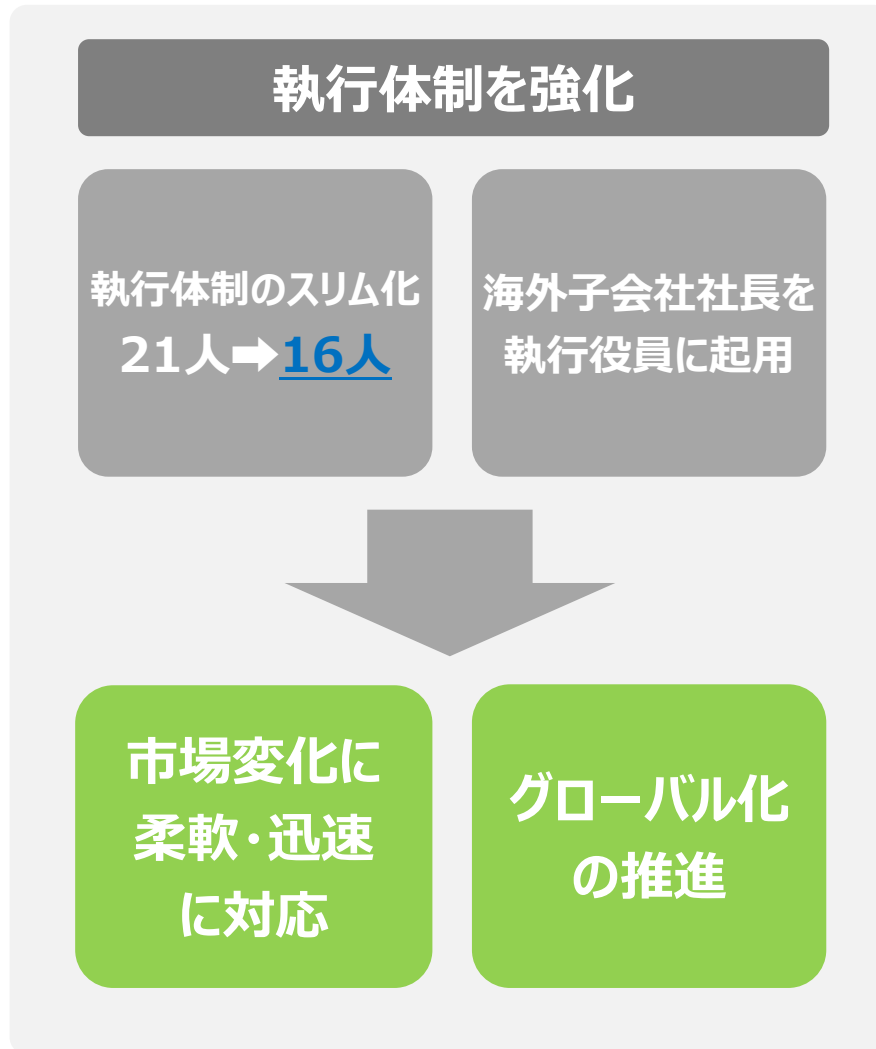 執行体制を強化
執行体制のスリム化
21人➡16人
海外子会社社長を
執行役員に起用
市場変化に
柔軟・迅速
に対応
グローバル化
の推進